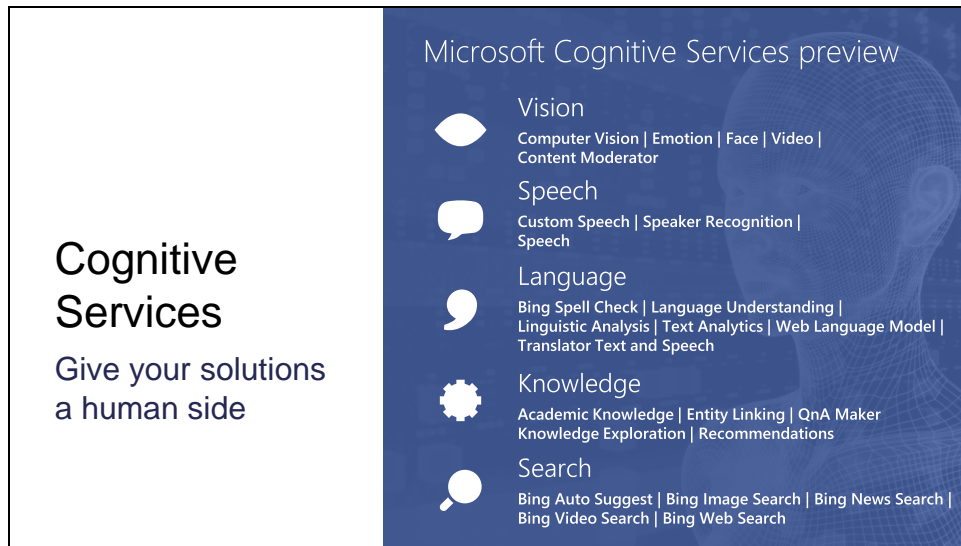 Cognitive
Services
Give your solutions
a human side
Microsoft Cognitive Services preview
Vision
Computer Vision | Emotion | Face | Video |
Content Moderator
Speech
Custom Speech | Speaker Recognition |
Speech
Language
Bing Spell Check | Language Understanding |
Linguistic Analysis | Text Analytics | Web Language Model |
Translator Text and Speech
Knowledge
Academic Knowledge | Entity Linking | QnA Maker
Knowledge Exploration | Recommendations
Search
Bing Auto Suggest | Bing Image Search | Bing News Search |
Bing Video Search | Bing Web Search